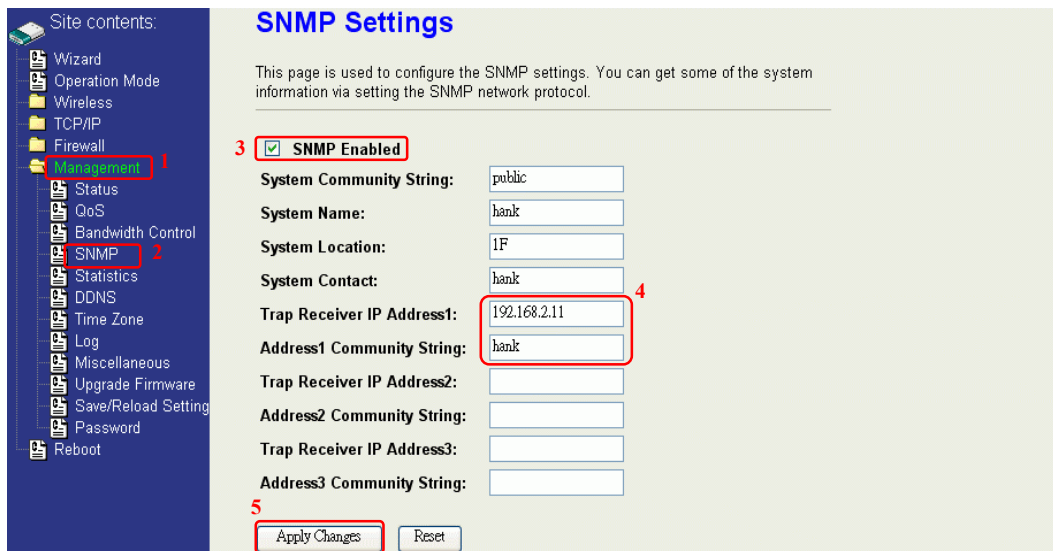 Site contents:
Wizard
Operation Mode
Wireless
TCP/IP
Firewall
Management 1
Status
QoS
Bandwidth Control
SNMP 2
Statistics
DDNS
Time Zone
Log
Miscellaneous
Upgrade Firmware
Save/Reload Setting
Password
Reboot
SNMP Settings
This page is used to configure the SNMP settings. You can get some of the system
information via setting the SNMP network protocol.
3 SNMP Enabled
System Community String: public
System Name: hank
System Location: 1F
System Contact: hank
4
Trap Receiver IP Address1: 192.168.2.11
Address1 Community String: hank
Trap Receiver IP Address2:
Address2 Community String:
Trap Receiver IP Address3:
Address3 Community String:
5
Apply Changes Reset